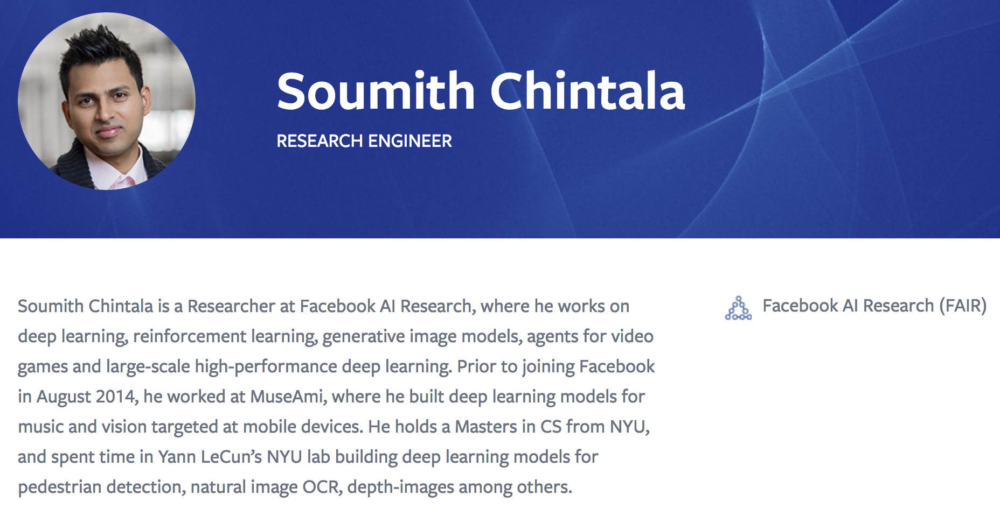 Soumith Chintala
RESEARCH ENGINEER
Soumith Chintala is a Researcher at Facebook AI Research, where he works on
deep learning, reinforcement learning, generative image models, agents for video
games and large-scale high-performance deep learning. Prior to joining Facebook
in August 2014, he worked at MuseAmi, where he built deep learning models for
music and vision targeted at mobile devices. He holds a Masters in CS from NYU,
and spent time in Yann LeCun’s NYU lab building deep learning models for
pedestrian detection, natural image OCR, depth-images among others.
Facebook AI Research (FAIR)